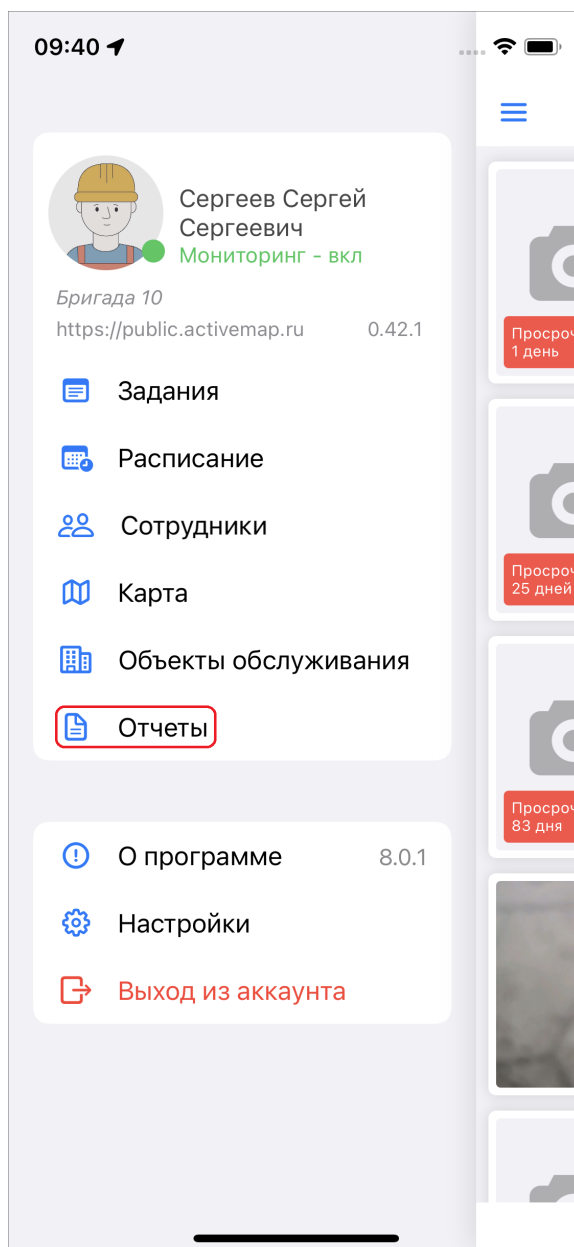 09:40
Сергеев Сергей
Сергеевич
Мониторинг - вкл
Бригада 10
https://public.activemap.ru 0.42.1
Задания
Расписание
Сотрудники
Карта
Объекты обслуживания
Отчеты
О программе 8.0.1
Настройки
Выход из аккаунта
1 день
25 дней
83 дня